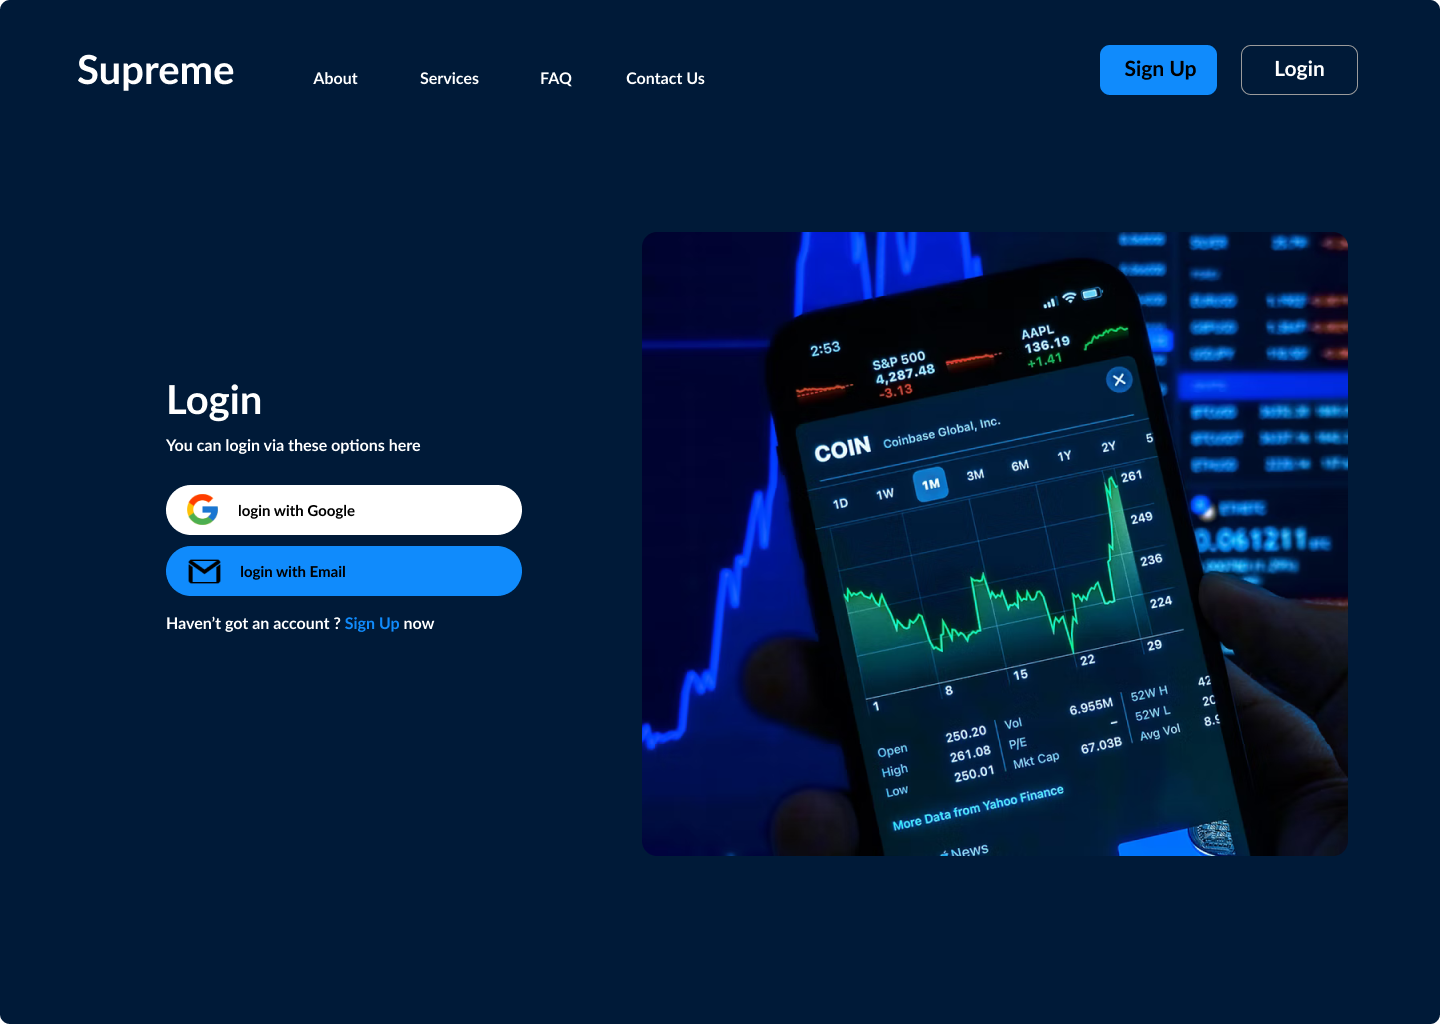 Supreme
About Services FAQ Contact Us
Sign Up Login
Login
You can login via these options here
login with Google
login with Email
Haven't got an account ? Sign Up now
2:53
S&P 500
4,287.48
-3.13
AAPL
136.19
+1.41
COIN Coinbase Global, Inc.
1D 1W 1M 3M 6M 1Y 2Y 5
261
249
236
224
1 8 15 22 29
Open 250.20
High 261.08
Low 250.01
Vol 6.955M
P/E –
Mkt Cap 67.03B
52W H 42
52W L 20
Avg Vol 8.9
More Data from Yahoo Finance
News
0.061211